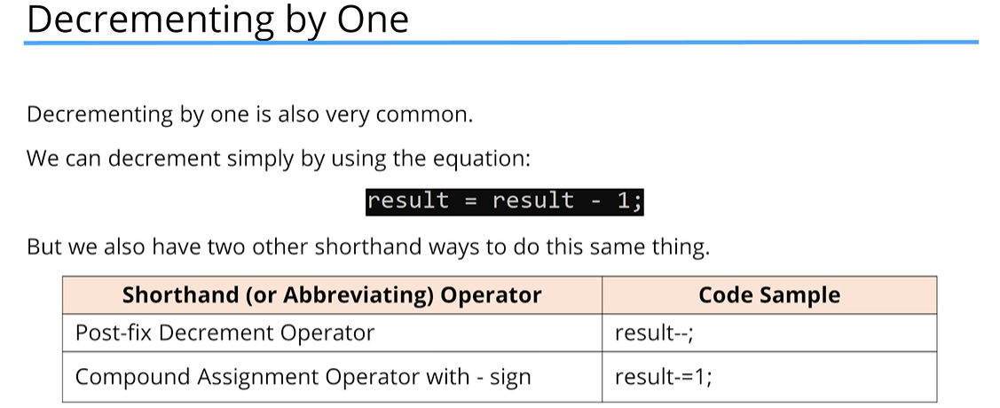 Decrementing by One
Decrementing by one is also very common.
We can decrement simply by using the equation:
result = result - 1;
But we also have two other shorthand ways to do this same thing.
Shorthand (or Abbreviating) Operator Code Sample
Post-fix Decrement Operator result--;
Compound Assignment Operator with - sign result-=1;